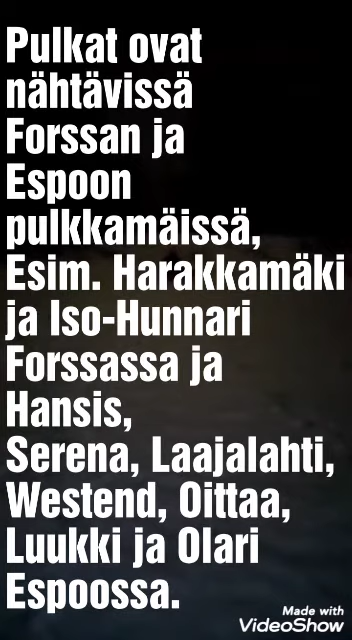 Pulkat ovat
nähtävissä
Forssan ja
Espoon
pulkkamäissä,
Esim. Harakkamäki
ja Iso-Hunnari
Forssassa ja
Hansis,
Serena, Laajalahti,
Westend, Oittaa,
Luukki ja Olari
Espoossa.
Made with
VideoShow